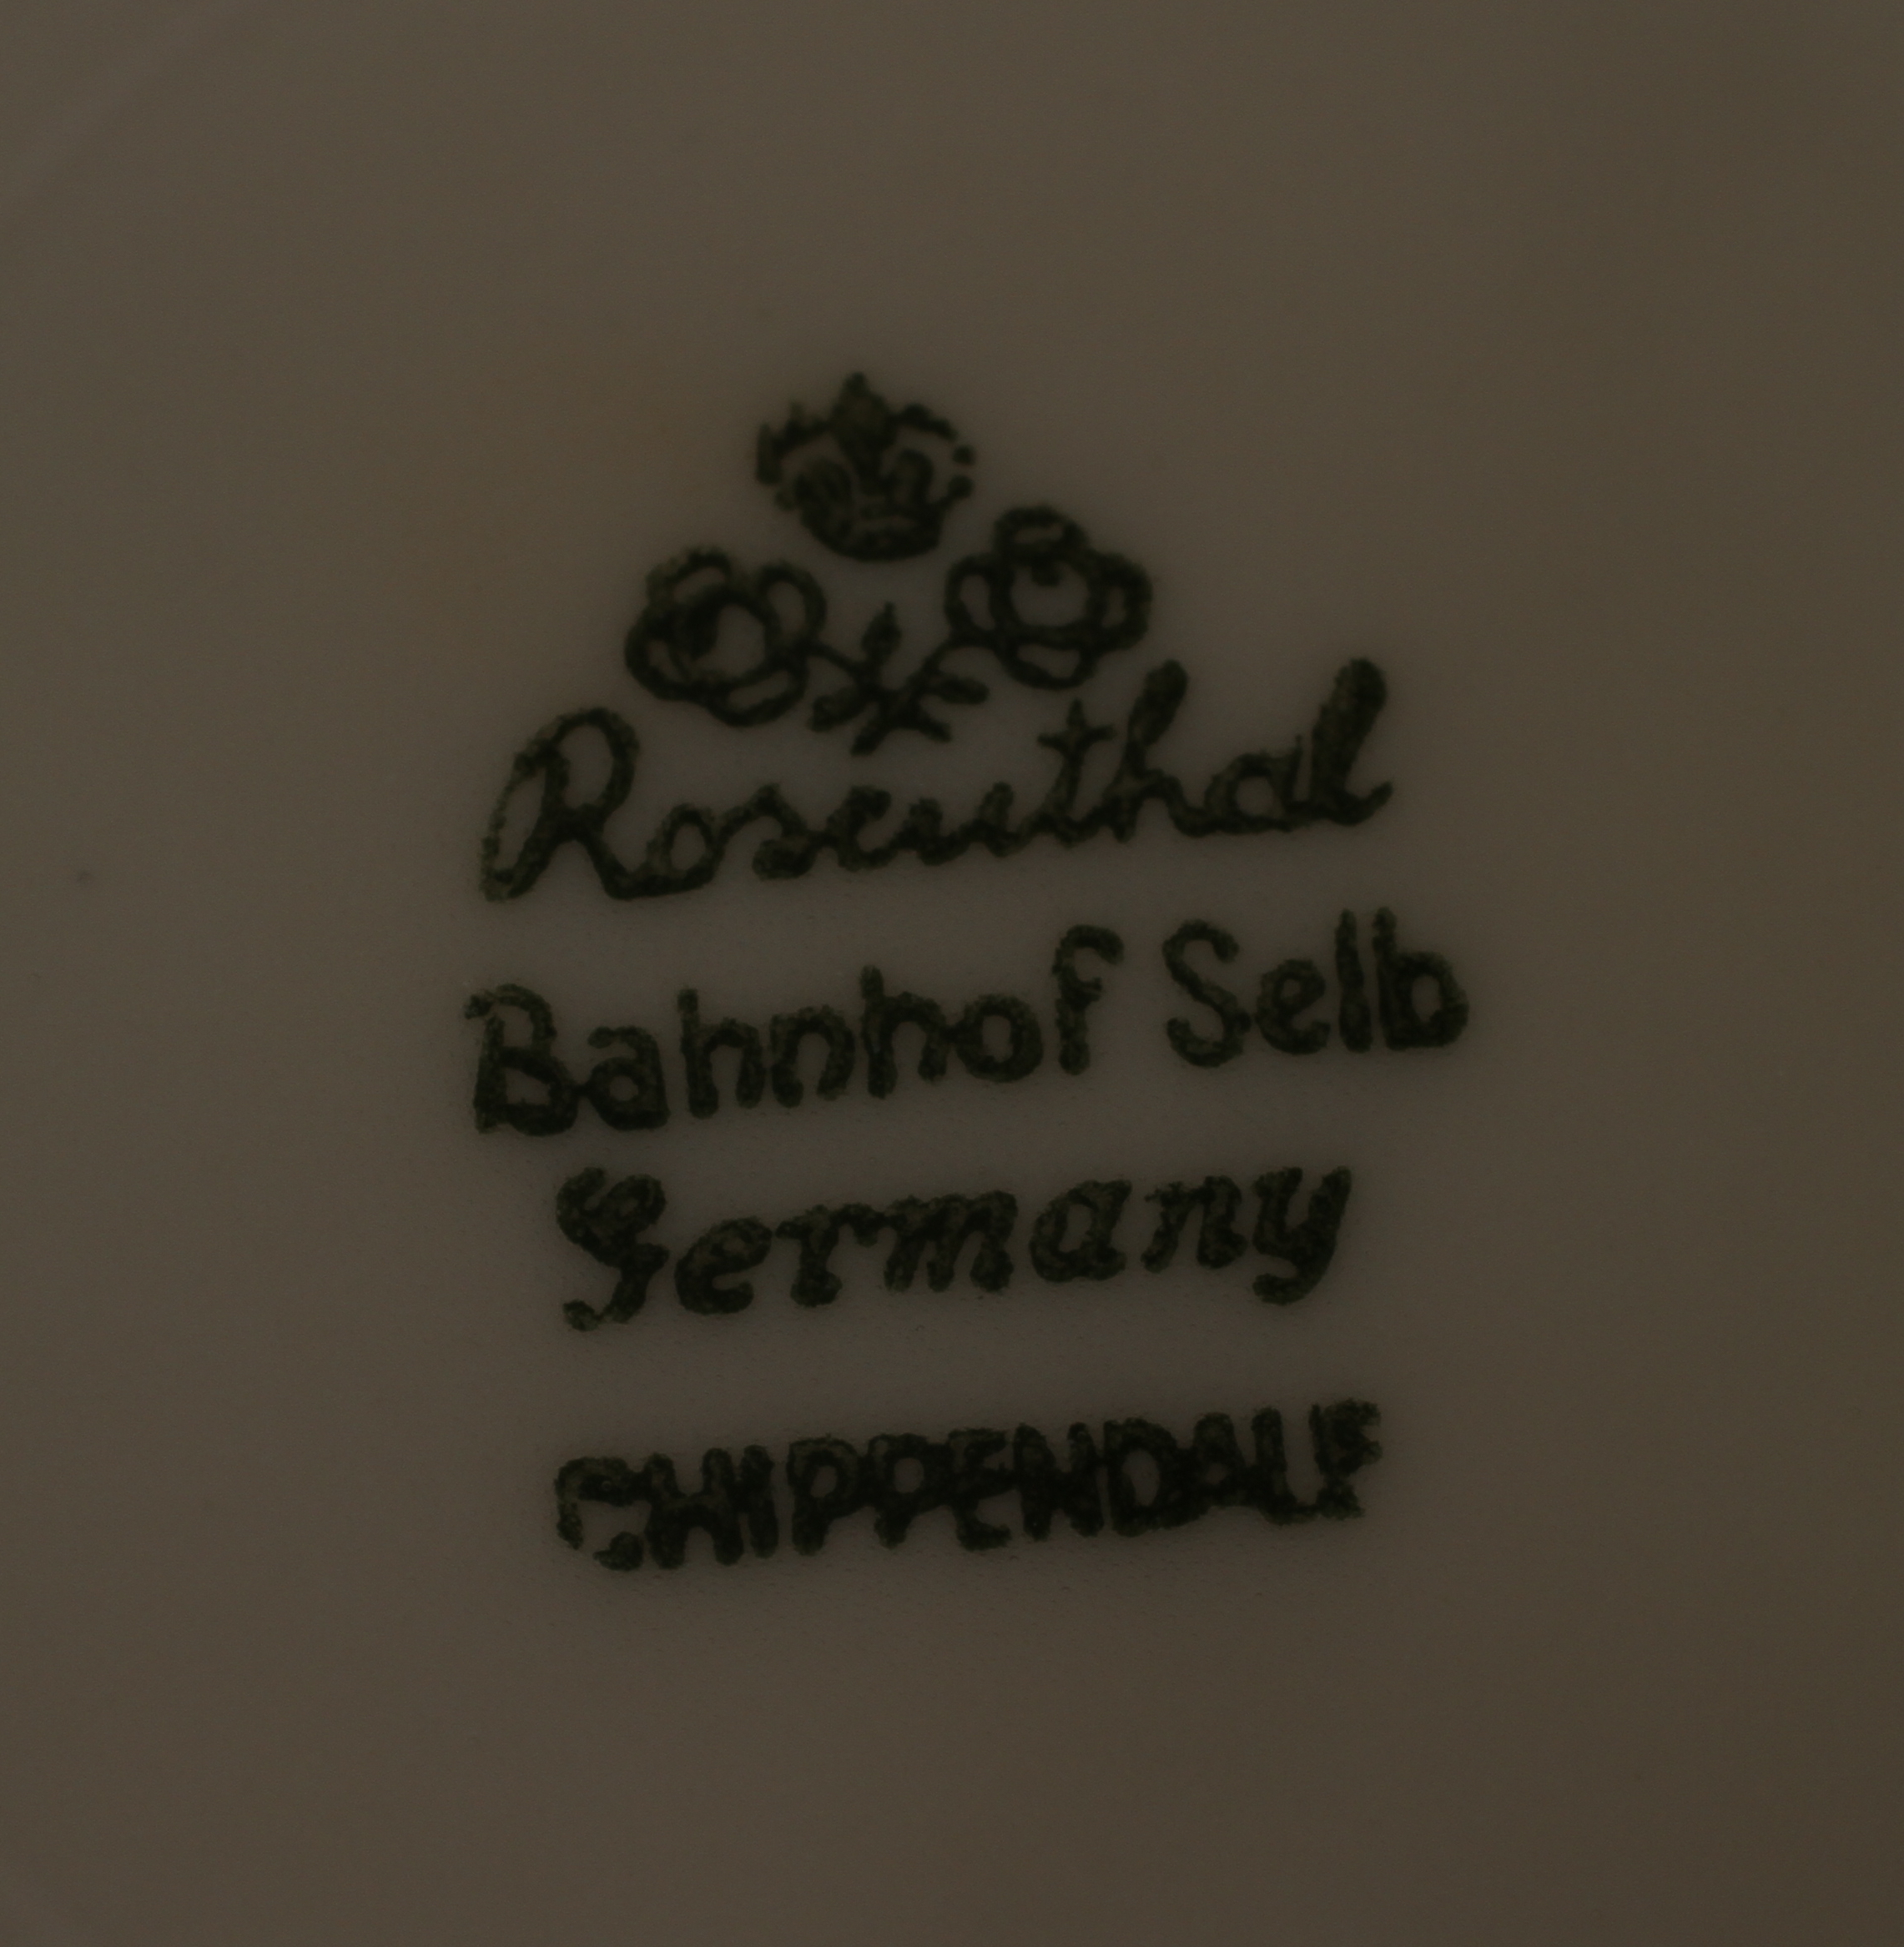 Rosenthal
Bahnhof Selb
Germany
CHIPPENDALE